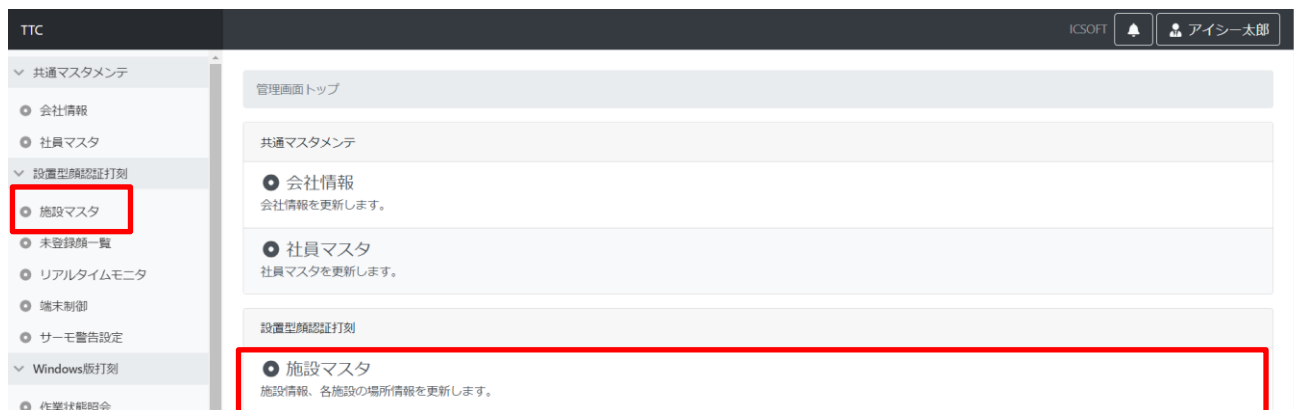 TTC
ICSOFT
アイシー太郎
共通マスタメンテ
会社情報
社員マスタ
設置型顔認証打刻
施設マスタ
未登録顔一覧
リアルタイムモニタ
端末制御
サーモ警告設定
Windows版打刻
作業状態照会
管理画面トップ
共通マスタメンテ
会社情報
会社情報を更新します。
社員マスタ
社員マスタを更新します。
設置型顔認証打刻
施設マスタ
施設情報、各施設の場所情報を更新します。